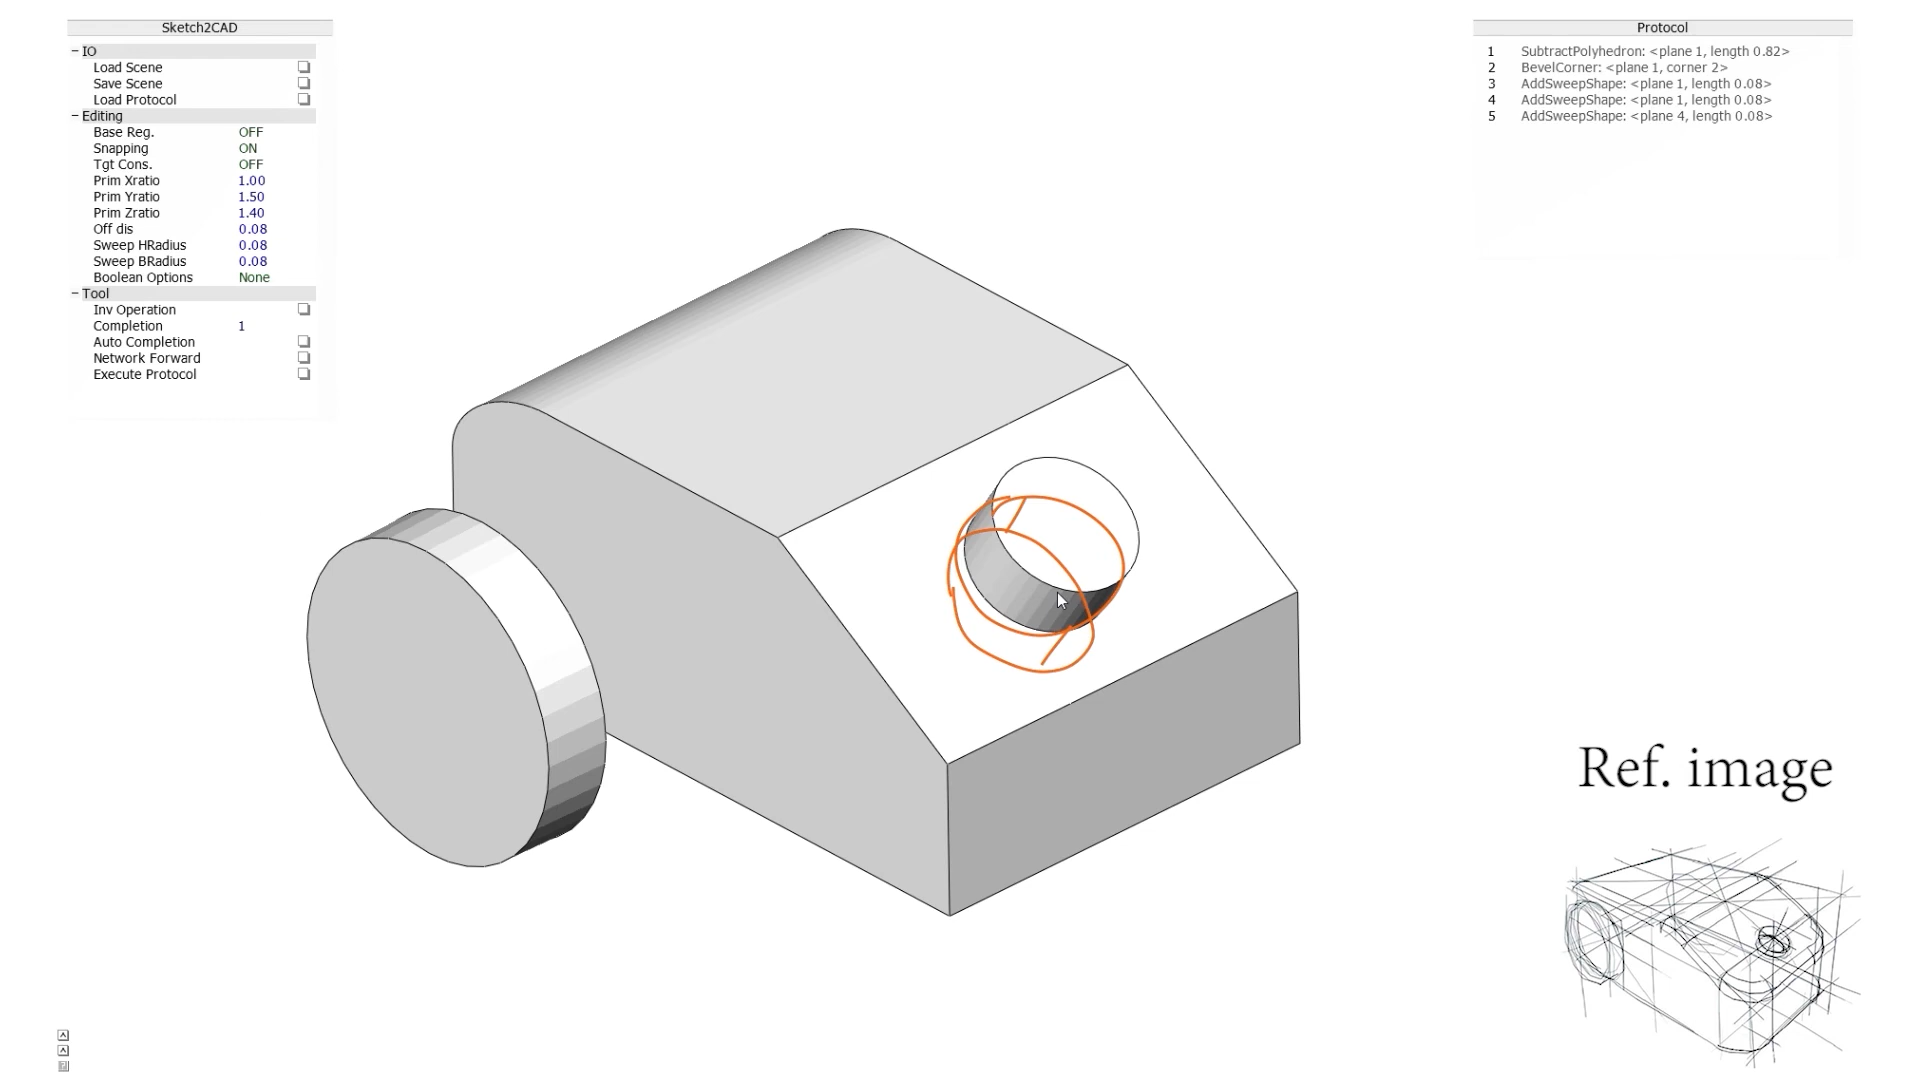 Sketch2CAD
− IO
Load Scene
Save Scene
Load Protocol
− Editing
Base Reg. OFF
Snapping ON
Tgt Cons. OFF
Prim Xratio 1.00
Prim Yratio 1.50
Prim Zratio 1.40
Off dis 0.08
Sweep HRadius 0.08
Sweep BRadius 0.08
Boolean Options None
− Tool
Inv Operation
Completion 1
Auto Completion
Network Forward
Execute Protocol
Protocol
1 SubtractPolyhedron: <plane 1, length 0.82>
2 BevelCorner: <plane 1, corner 2>
3 AddSweepShape: <plane 1, length 0.08>
4 AddSweepShape: <plane 1, length 0.08>
5 AddSweepShape: <plane 4, length 0.08>
Ref. image